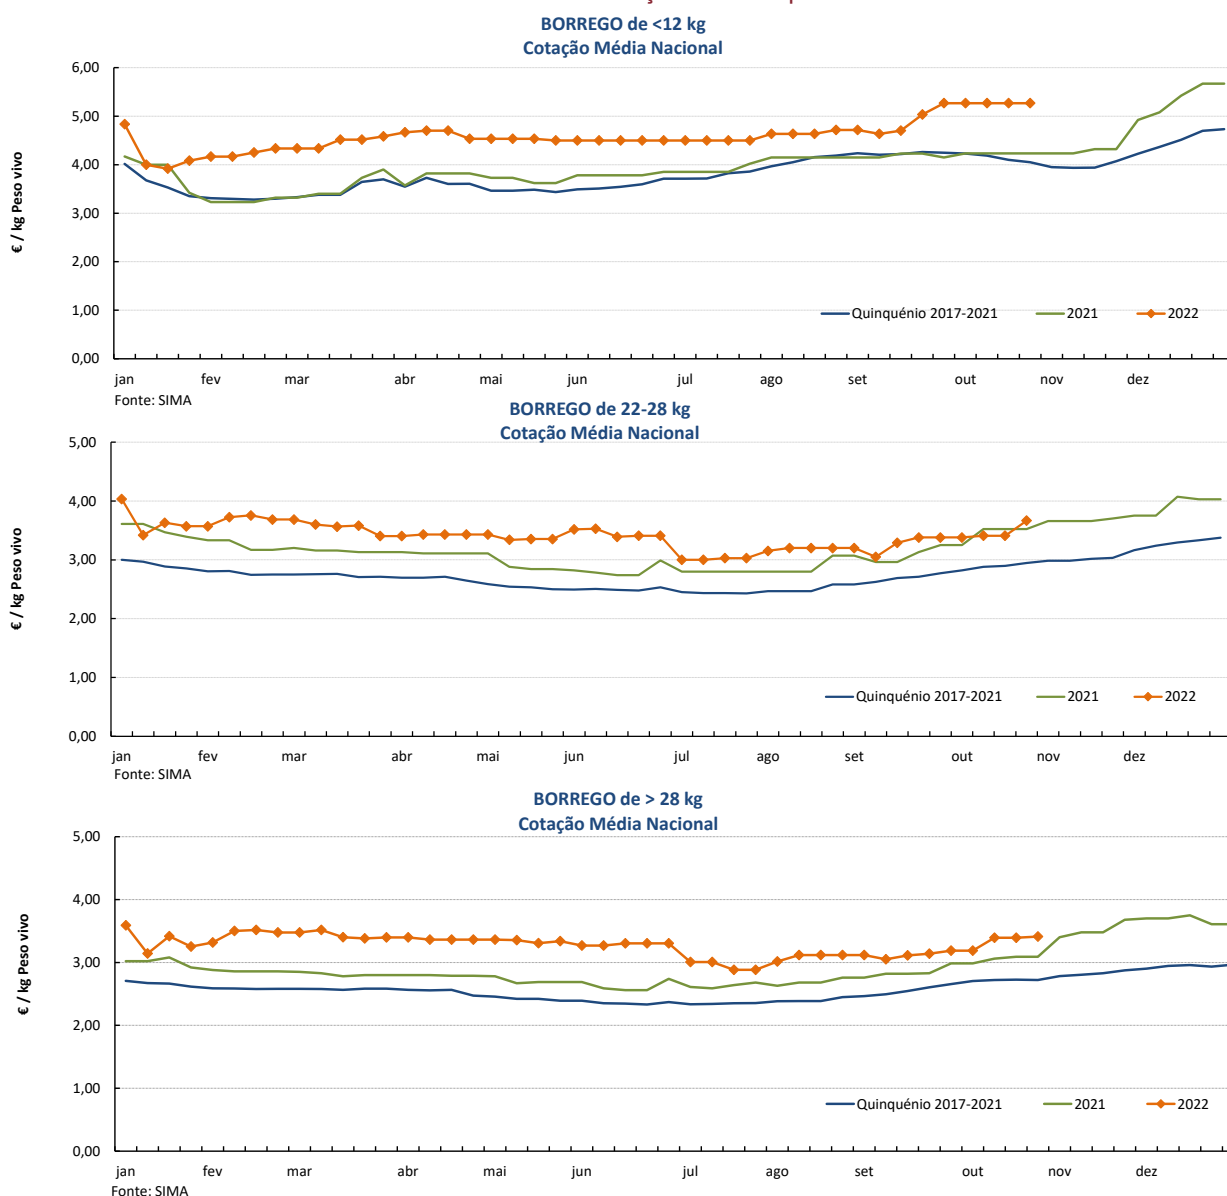 BORREGO de <12 kg
Cotação Média Nacional
6,00
5,00
4,00
3,00
2,00
1,00
0,00
€ / kg Peso vivo
Quinquénio 2017-2021 2021 2022
jan fev mar abr mai jun jul ago set out nov dez
Fonte: SIMA
BORREGO de 22-28 kg
Cotação Média Nacional
5,00
4,00
3,00
2,00
1,00
0,00
€ / kg Peso vivo
Quinquénio 2017-2021 2021 2022
jan fev mar abr mai jun jul ago set out nov dez
Fonte: SIMA
BORREGO de > 28 kg
Cotação Média Nacional
5,00
4,00
3,00
2,00
1,00
0,00
€ / kg Peso vivo
Quinquénio 2017-2021 2021 2022
jan fev mar abr mai jun jul ago set out nov dez
Fonte: SIMA